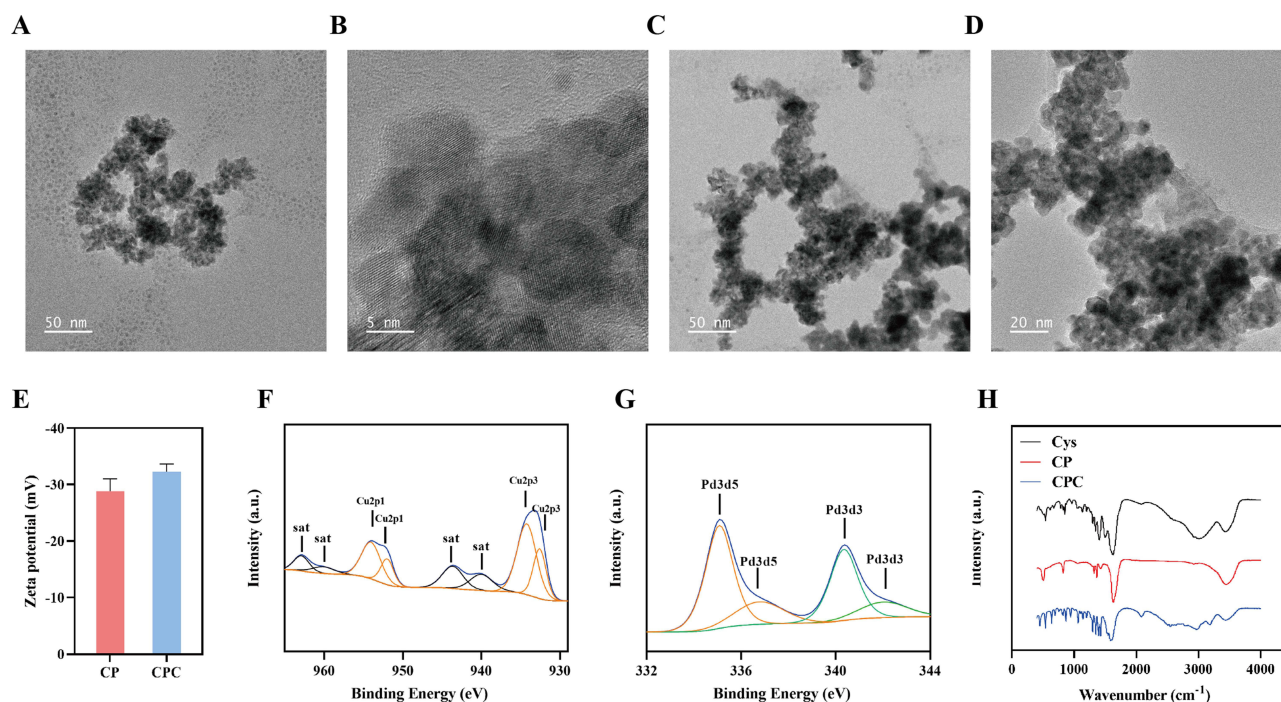 A
B
C
D
50 nm
5 nm
50 nm
20 nm
E
F
G
H
Zeta potential (mV)
-40
-30
-20
-10
0
CP
CPC
Intensity (a.u.)
sat
sat
Cu2p1
Cu2p1
sat
sat
Cu2p3
Cu2p3
960
950
940
930
Binding Energy (eV)
Intensity (a.u.)
Pd3d5
Pd3d5
Pd3d3
Pd3d3
332
336
340
344
Binding Energy (eV)
Intensity (a.u.)
Cys
CP
CPC
0
1000
2000
3000
4000
Wavenumber (cm⁻¹)